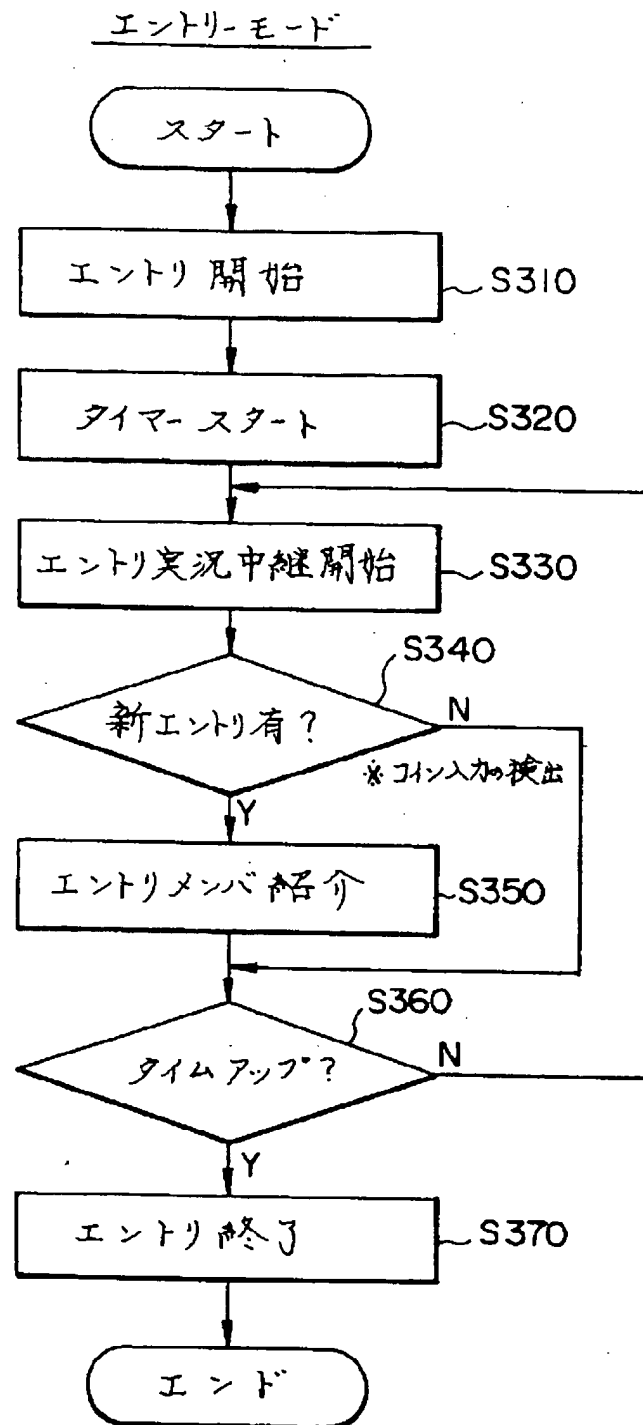 エントリーモード
スタート
エントリ開始
S310
タイマースタート
S320
エントリ実況中継開始
S330
S340
新エントリ有?
N
※コイン入力の検出
Y
エントリメンバ紹介
S350
S360
タイムアップ?
N
Y
エントリ終了
S370
エンド